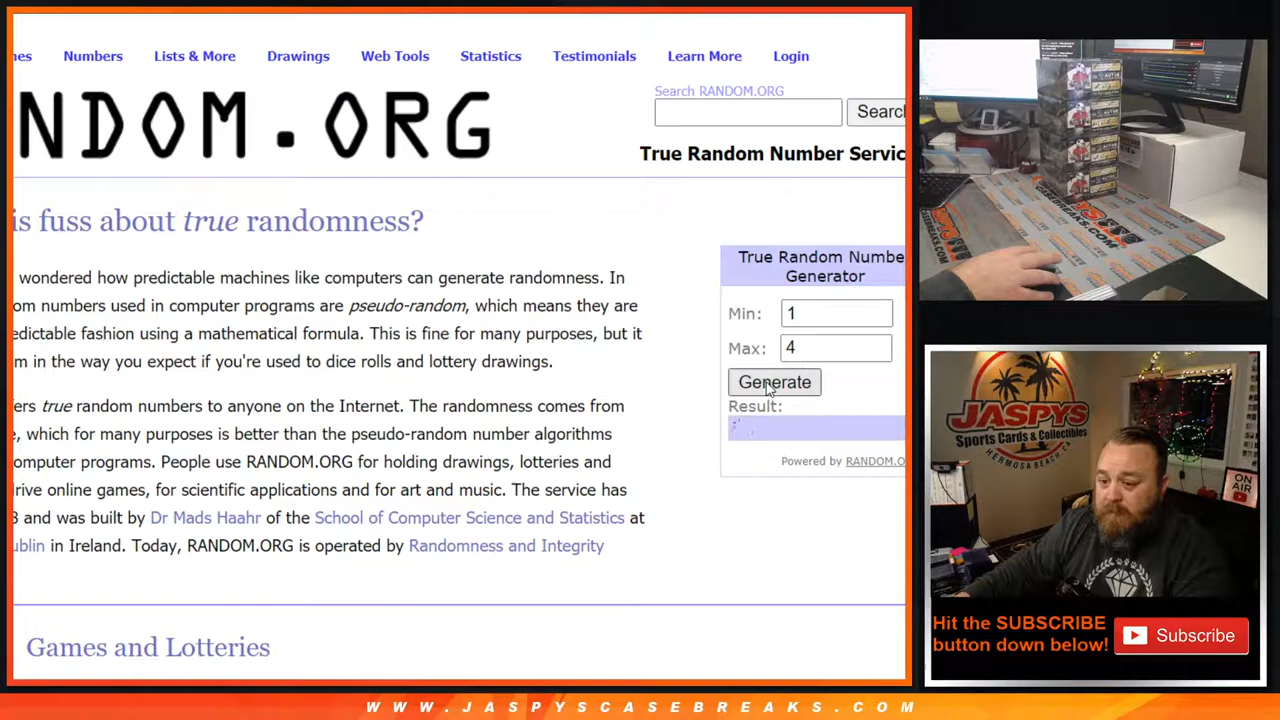 nes Numbers Lists & More Drawings Web Tools Statistics Testimonials Learn More Login
NDOM.ORG
Search RANDOM.ORG
Search
True Random Number Servic
is fuss about true randomness?
wondered how predictable machines like computers can generate randomness. In
om numbers used in computer programs are pseudo-random, which means they are
edictable fashion using a mathematical formula. This is fine for many purposes, but it
m in the way you expect if you're used to dice rolls and lottery drawings.
fers true random numbers to anyone on the Internet. The randomness comes from
e, which for many purposes is better than the pseudo-random number algorithms
omputer programs. People use RANDOM.ORG for holding drawings, lotteries and
drive online games, for scientific applications and for art and music. The service has
8 and was built by Dr Mads Haahr of the School of Computer Science and Statistics at
ublin in Ireland. Today, RANDOM.ORG is operated by Randomness and Integrity
True Random Numbe
Generator
Min: 1
Max: 4
Generate
Result:
Powered by RANDOM.O
Games and Lotteries
CASEBREAKS.COM
JASPYS
Sports Cards & Collectibles
HERMOSA BEACH, CA
ON
AIR
Hit the SUBSCRIBE
button down below!
Subscribe
WWW.JASPYSCASEBREAKS.COM